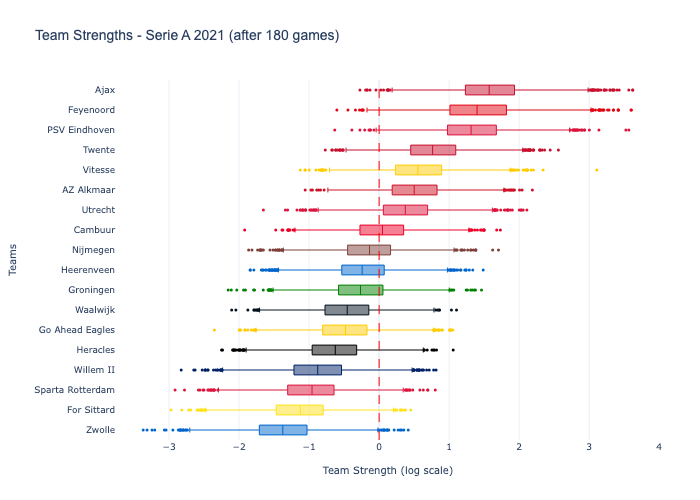 Team Strengths - Serie A 2021 (after 180 games)
Ajax
Feyenoord
PSV Eindhoven
Twente
Vitesse
AZ Alkmaar
Utrecht
Cambuur
Nijmegen
Heerenveen
Groningen
Waalwijk
Go Ahead Eagles
Heracles
Willem II
Sparta Rotterdam
For Sittard
Zwolle
Teams
−3 −2 −1 0 1 2 3 4
Team Strength (log scale)